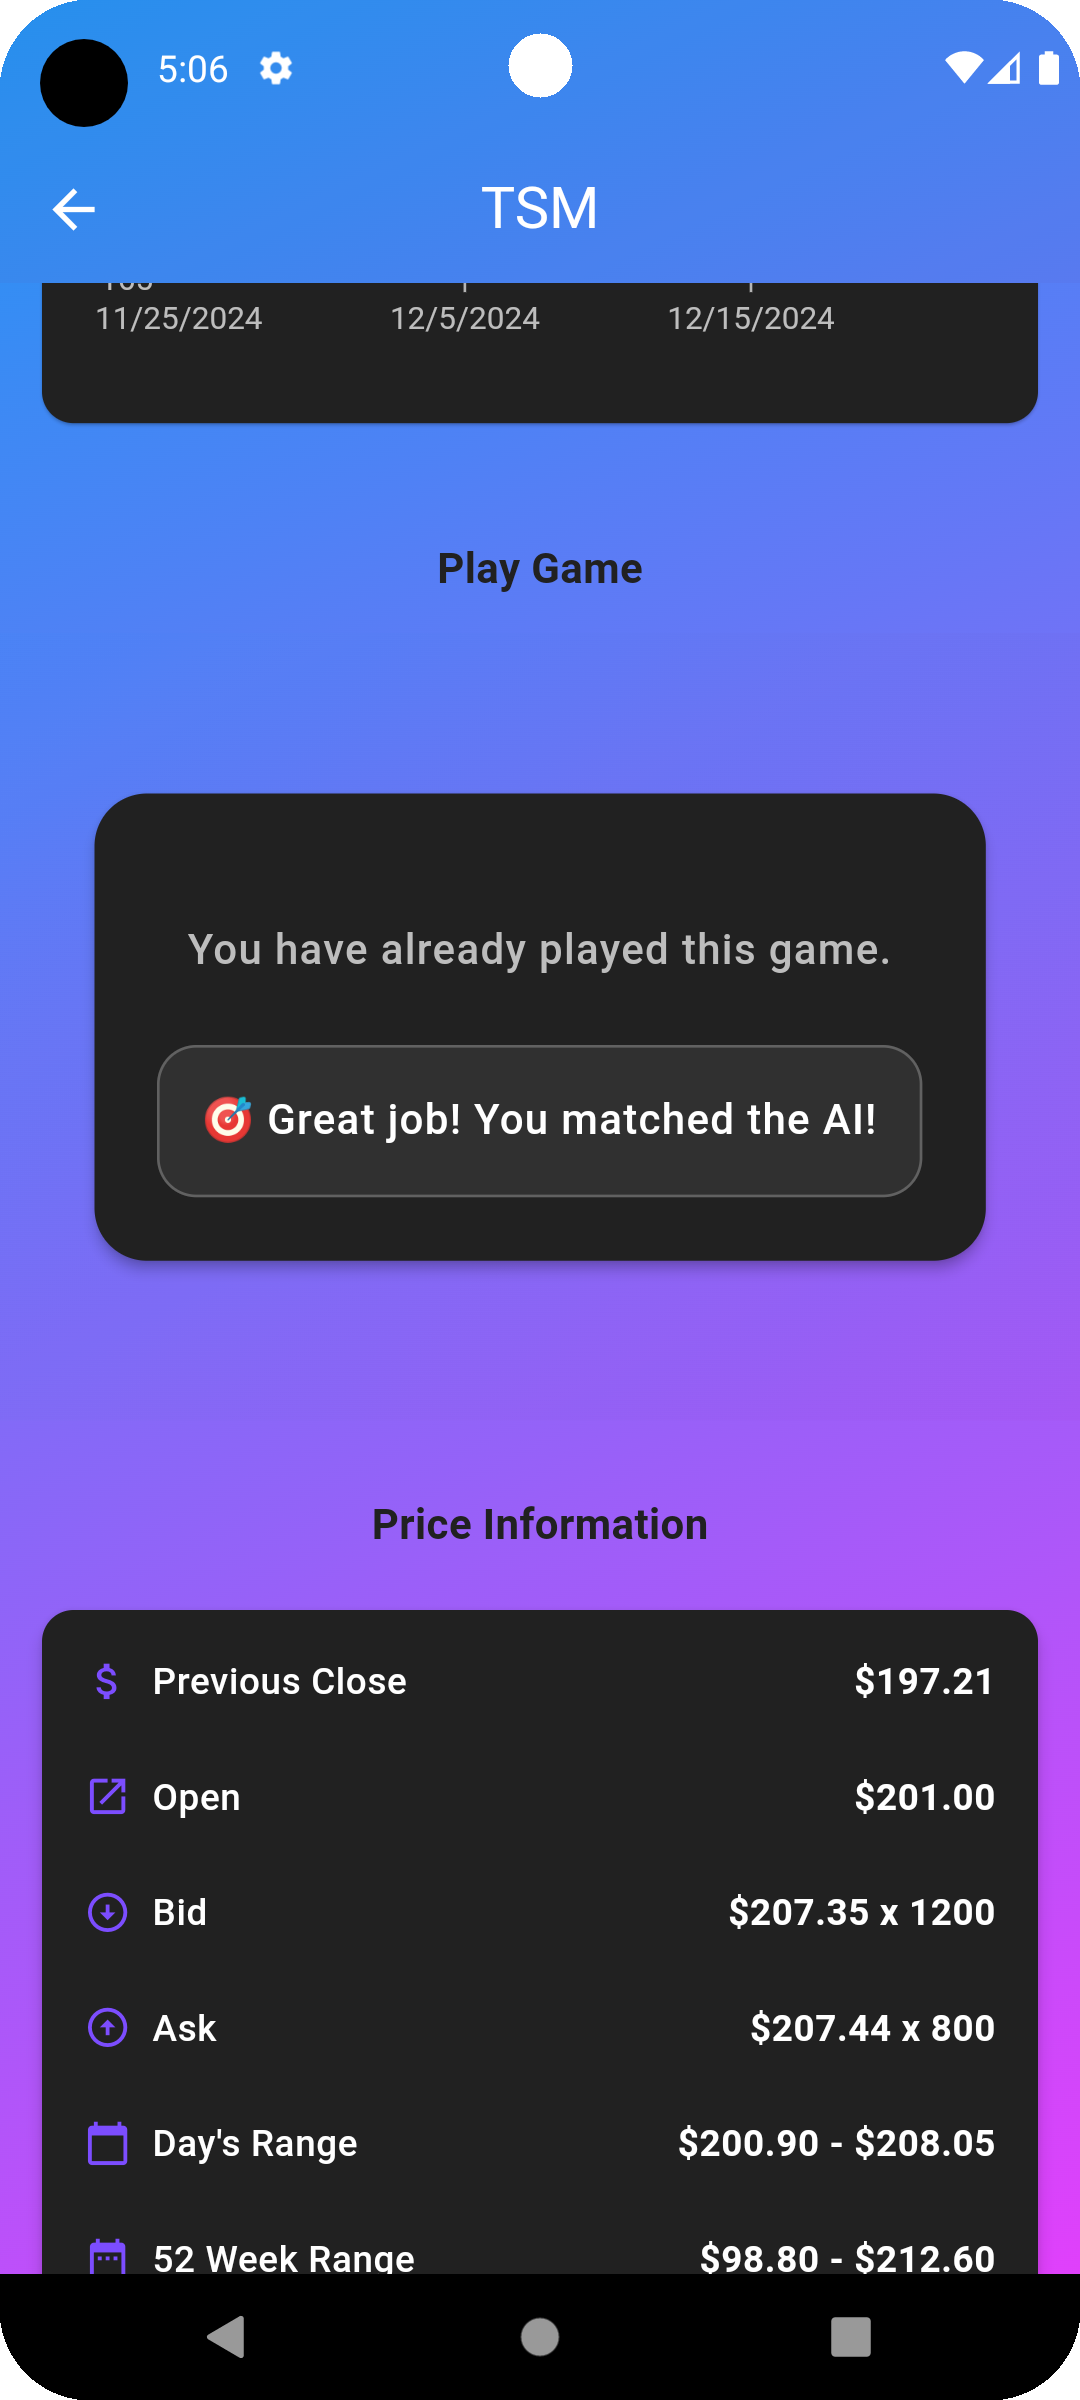 5:06
TSM
11/25/2024 12/5/2024 12/15/2024
Play Game
You have already played this game.
🎯 Great job! You matched the AI!
Price Information
Previous Close $197.21
Open $201.00
Bid $207.35 x 1200
Ask $207.44 x 800
Day's Range $200.90 - $208.05
52 Week Range $98.80 - $212.60